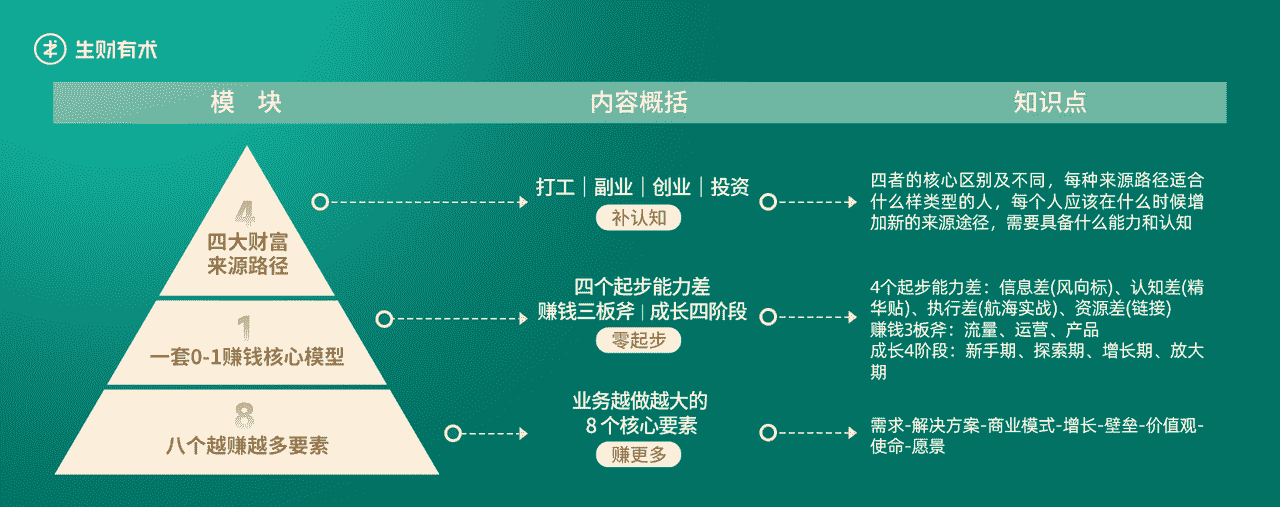 生财有术
模 块
内容概括
知识点
4
四大财富
来源路径
打工｜副业｜创业｜投资
补认知
四者的核心区别及不同，每种来源路径适合
什么样类型的人，每个人应该在什么时候增
加新的来源途径，需要具备什么能力和认知
1
一套0-1赚钱核心模型
四个起步能力差
赚钱三板斧｜成长四阶段
零起步
4个起步能力差：信息差(风向标)、认知差(精
华贴)、执行差(航海实战)、资源差(链接)
赚钱3板斧：流量、运营、产品
成长4阶段：新手期、探索期、增长期、放大
期
8
八个越赚越多要素
业务越做越大的
8个核心要素
赚更多
需求-解决方案-商业模式-增长-壁垒-价值观-
使命-愿景